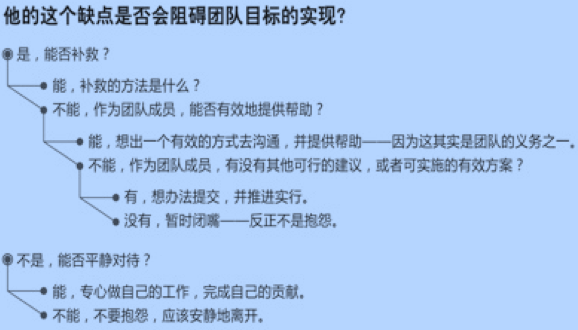 他的这个缺点是否会阻碍团队目标的实现?
是，能否补救？
能，补救的方法是什么？
不能，作为团队成员，能否有效地提供帮助？
能，想出一个有效的方式去沟通，并提供帮助——因为这其实是团队的义务之一。
不能，作为团队成员，有没有其他可行的建议，或者可实施的有效方案？
有，想办法提交，并推进实行。
没有，暂时闭嘴——反正不是抱怨。
不是，能否平静对待？
能，专心做自己的工作，完成自己的贡献。
不能，不要抱怨，应该安静地离开。